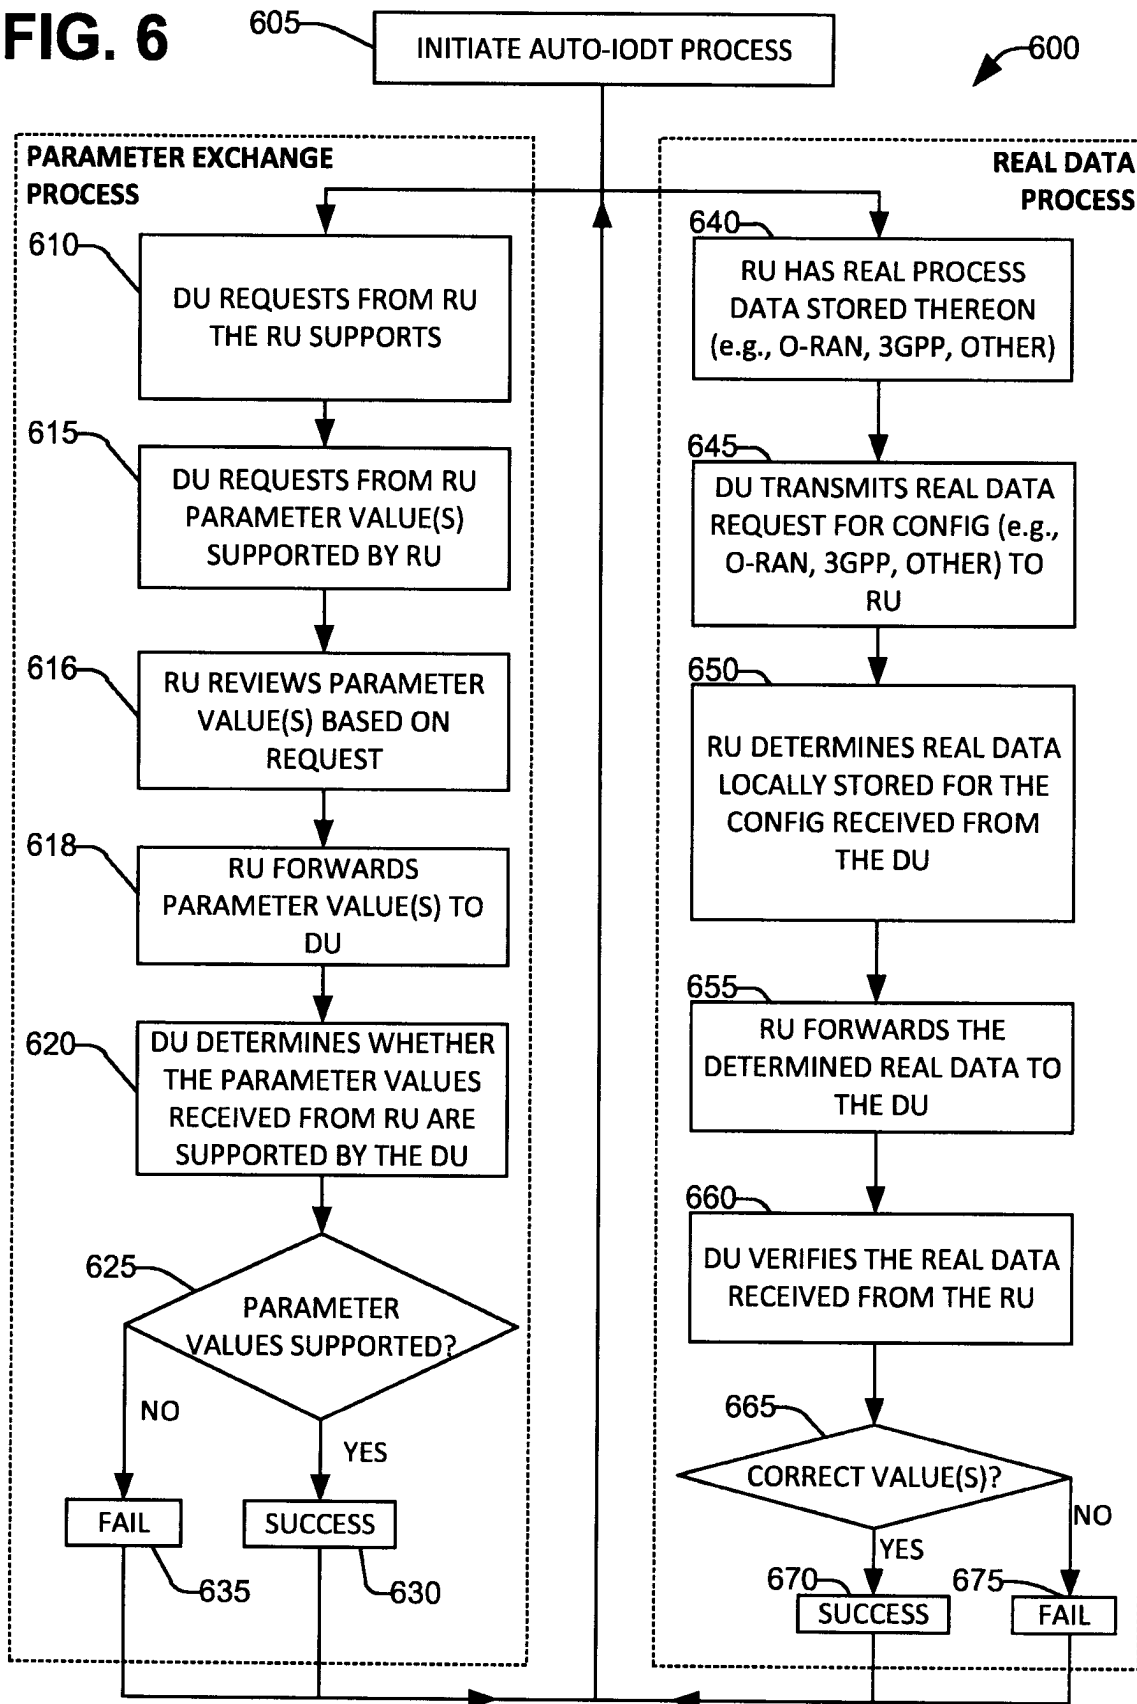 FIG. 6
605
INITIATE AUTO-IODT PROCESS
600
PARAMETER EXCHANGE
PROCESS
610
DU REQUESTS FROM RU
THE RU SUPPORTS
615
DU REQUESTS FROM RU
PARAMETER VALUE(S)
SUPPORTED BY RU
616
RU REVIEWS PARAMETER
VALUE(S) BASED ON
REQUEST
618
RU FORWARDS
PARAMETER VALUE(S) TO
DU
620
DU DETERMINES WHETHER
THE PARAMETER VALUES
RECEIVED FROM RU ARE
SUPPORTED BY THE DU
625
PARAMETER
VALUES SUPPORTED?
NO
YES
FAIL
SUCCESS
635
630
REAL DATA
PROCESS
640
RU HAS REAL PROCESS
DATA STORED THEREON
(e.g., O-RAN, 3GPP, OTHER)
645
DU TRANSMITS REAL DATA
REQUEST FOR CONFIG (e.g.,
O-RAN, 3GPP, OTHER) TO
RU
650
RU DETERMINES REAL DATA
LOCALLY STORED FOR THE
CONFIG RECEIVED FROM
THE DU
655
RU FORWARDS THE
DETERMINED REAL DATA TO
THE DU
660
DU VERIFIES THE REAL DATA
RECEIVED FROM THE RU
665
CORRECT VALUE(S)?
NO
YES
670
675
SUCCESS
FAIL